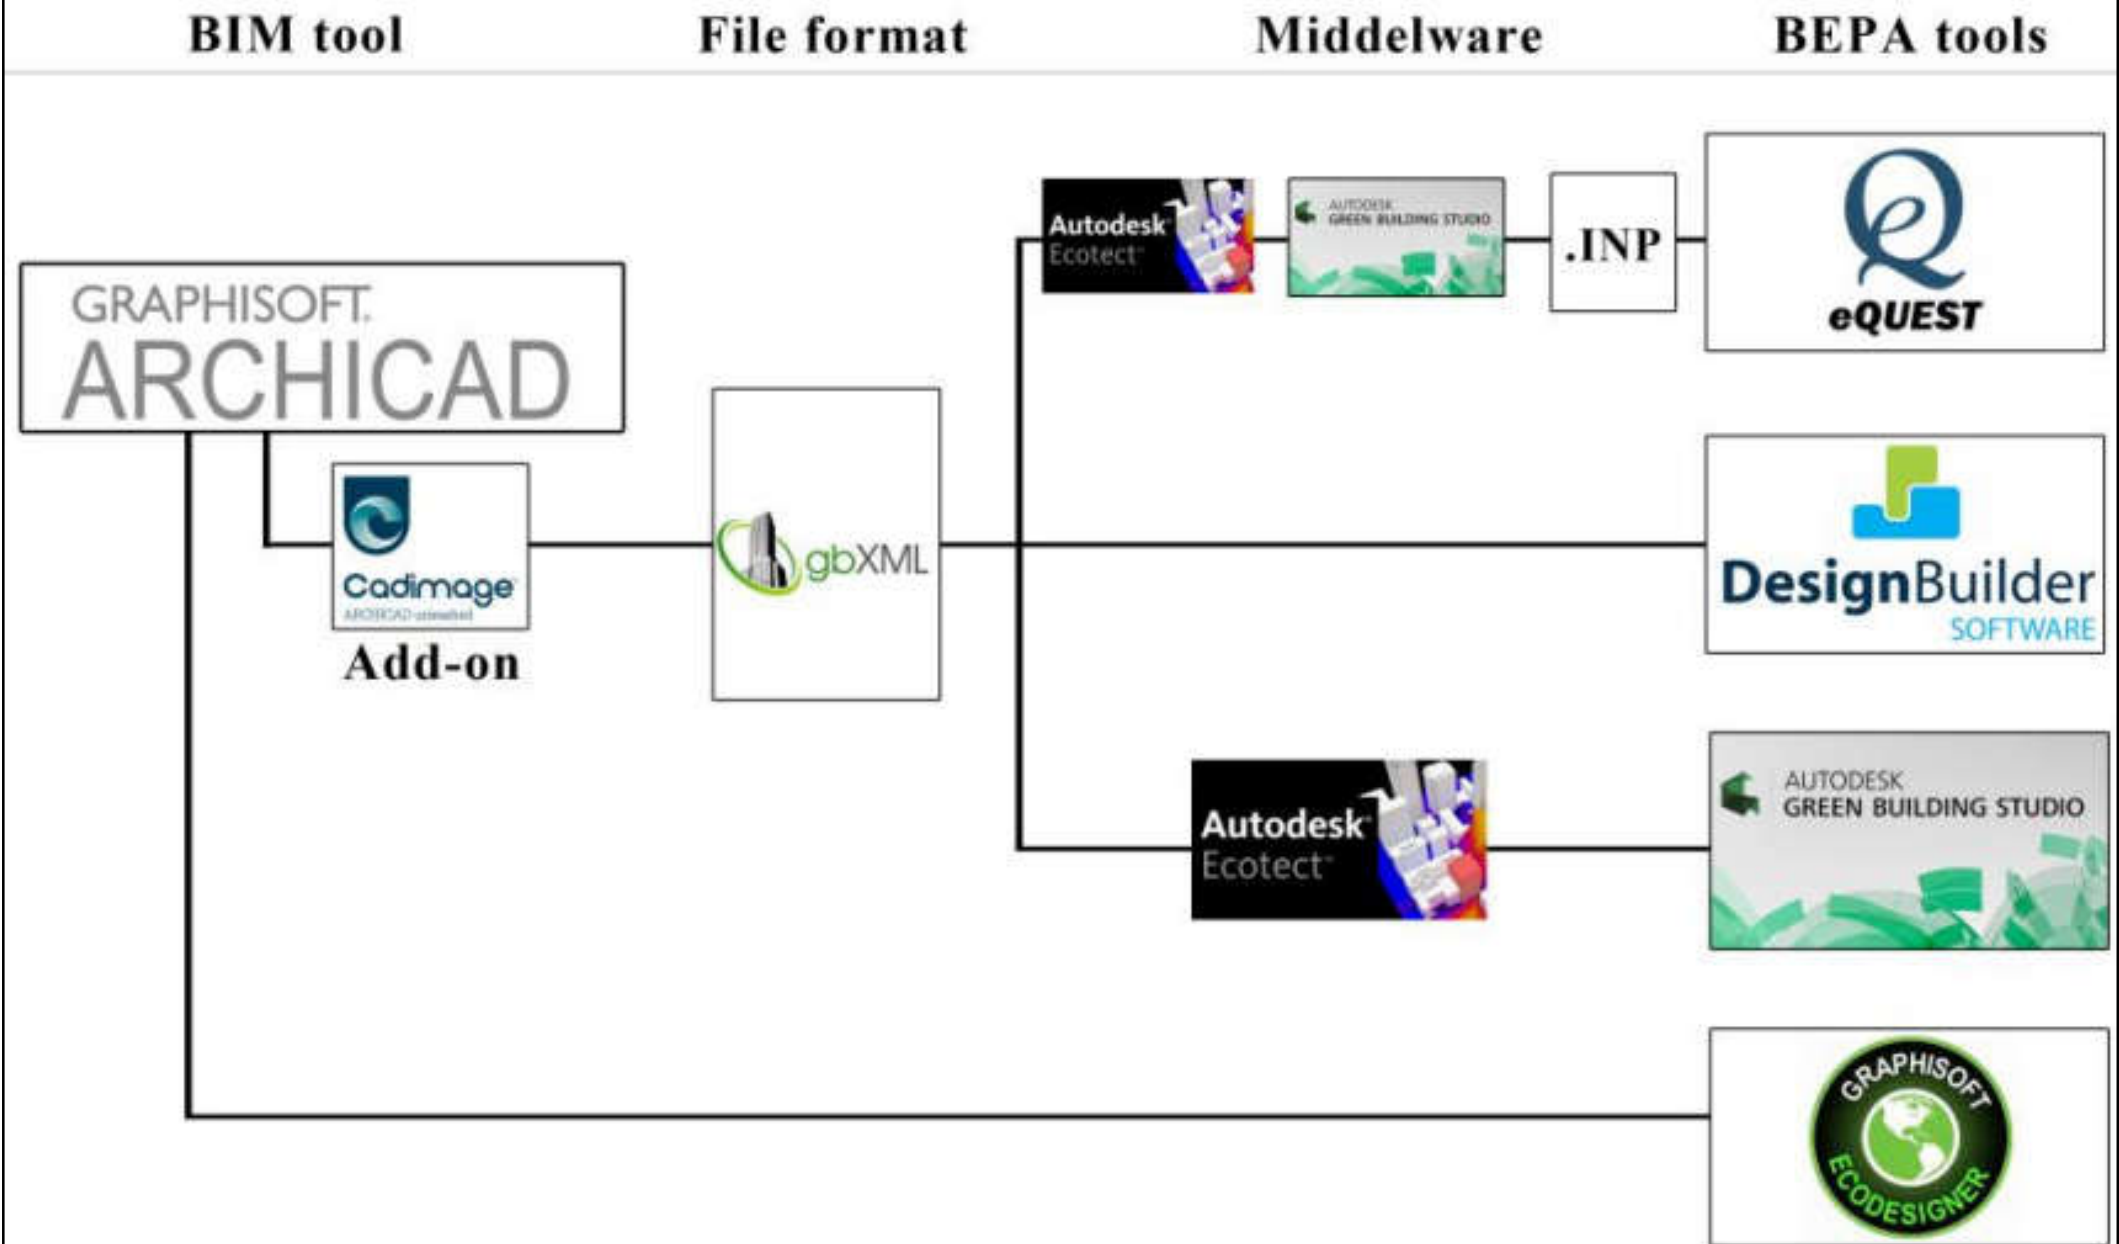 BIM tool
File format
Middelware
BEPA tools
Autodesk
Ecotect
AUTODESK
GREEN BUILDING STUDIO
.INP
eQUEST
GRAPHISOFT.
ARCHICAD
Cadimage
Add-on
gbXML
DesignBuilder
SOFTWARE
Autodesk
Ecotect
AUTODESK
GREEN BUILDING STUDIO
GRAPHISOFT
ECODESIGNER